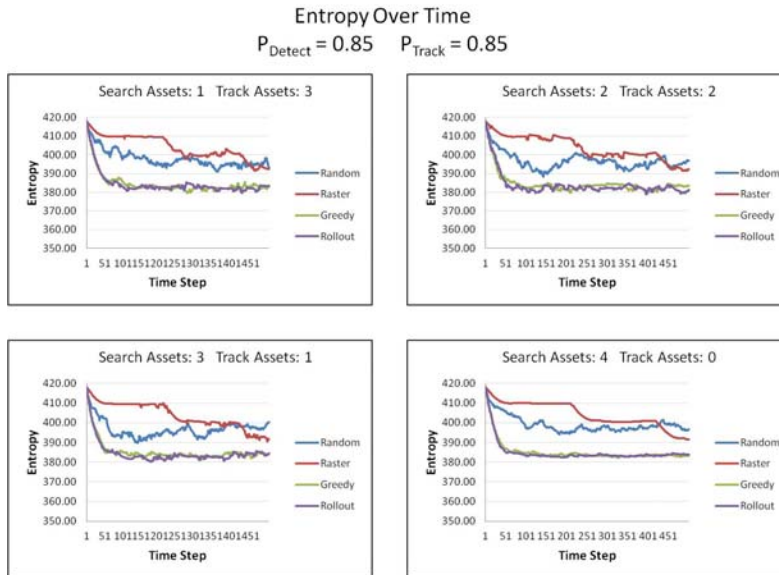 Entropy Over Time
P_Detect = 0.85 P_Track = 0.85
Search Assets: 1 Track Assets: 3
420.00
410.00
400.00
390.00
380.00
370.00
360.00
350.00
Entropy
1 51 101151201251301351401451
Time Step
Random
Raster
Greedy
Rollout
Search Assets: 2 Track Assets: 2
420.00
410.00
400.00
390.00
380.00
370.00
360.00
350.00
Entropy
1 51 101 151 201 251 301 351 401 451
Time Step
Random
Raster
Greedy
Rollout
Search Assets: 3 Track Assets: 1
420.00
410.00
400.00
390.00
380.00
370.00
360.00
350.00
Entropy
1 51 101151201251301351401451
Time Step
Random
Raster
Greedy
Rollout
Search Assets: 4 Track Assets: 0
420.00
410.00
400.00
390.00
380.00
370.00
360.00
350.00
Entropy
1 51 101 151 201 251 301 351 401 451
Time Step
Random
Raster
Greedy
Rollout